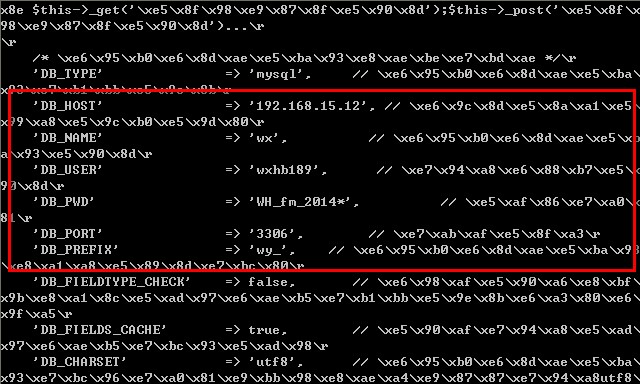 x8e $this->_get('\xe5\x8f\x98\xe9\x87\x8f\xe5\x90\x8d');$this->_post('\xe5\x8f\x
98\xe9\x87\x8f\xe5\x90\x8d')...\r
\r
/* \xe6\x95\xb0\xe6\x8d\xae\xe5\xba\x93\xe8\xae\xbe\xe7\xbd\xae */\r
'DB_TYPE' => 'mysql', // \xe6\x95\xb0\xe6\x8d\xae\xe5\xba\
x93\xe7\xb1\xbb\xe5\x9e\x8b\r
'DB_HOST' => '192.168.15.12', // \xe6\x9c\x8d\xe5\x8a\xa1\xe5\
x99\xa8\xe5\x9c\xb0\xe5\x9d\x80\r
'DB_NAME' => 'wx', // \xe6\x95\xb0\xe6\x8d\xae\xe5\xb
a\x93\xe5\x90\x8d\r
'DB_USER' => 'wxhb189', // \xe7\x94\xa8\xe6\x88\xb7\xe5\x
90\x8d\r
'DB_PWD' => 'WH_fm_2014*', // \xe5\xaf\x86\xe7\xa0\x
81\r
'DB_PORT' => '3306', // \xe7\xab\xaf\xe5\x8f\xa3\r
'DB_PREFIX' => 'wy_', // \xe6\x95\xb0\xe6\x8d\xae\xe5\xba\x93
\xe8\xa1\xa8\xe5\x89\x8d\xe7\xbc\x80\r
'DB_FIELDTYPE_CHECK' => false, // \xe6\x98\xaf\xe5\x90\xa6\xe8\xbf\
x9b\xe8\xa1\x8c\xe5\xad\x97\xe6\xae\xb5\xe7\xb1\xbb\xe5\x9e\x8b\xe6\xa3\x80\xe6\
x9f\xa5\r
'DB_FIELDS_CACHE' => true, // \xe5\x90\xaf\xe7\x94\xa8\xe5\xad
\x97\xe6\xae\xb5\xe7\xbc\x93\xe5\xad\x98\r
'DB_CHARSET' => 'utf8', // \xe6\x95\xb0\xe6\x8d\xae\xe5\xba\
x93\xe7\xbc\x96\xe7\xa0\x81\xe9\xbb\x98\xe8\xae\xa4\xe9\x87\x87\xe7\x94\xa8utf8